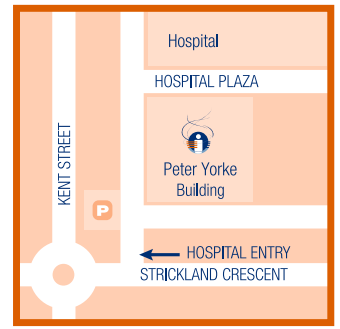 Hospital
HOSPITAL PLAZA
KENT STREET
Peter Yorke
Building
P
HOSPITAL ENTRY
STRICKLAND CRESCENT